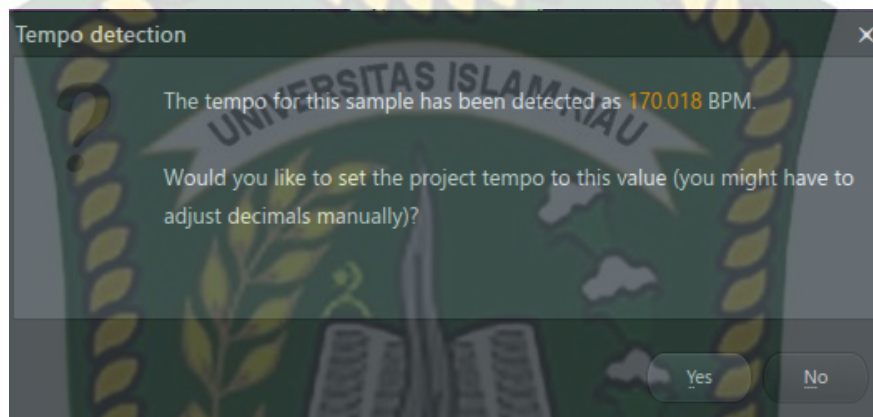 Tempo detection
UNIVERSITAS ISLAM RIAU
The tempo for this sample has been detected as 170.018 BPM.
Would you like to set the project tempo to this value (you might have to
adjust decimals manually)?
Yes
No